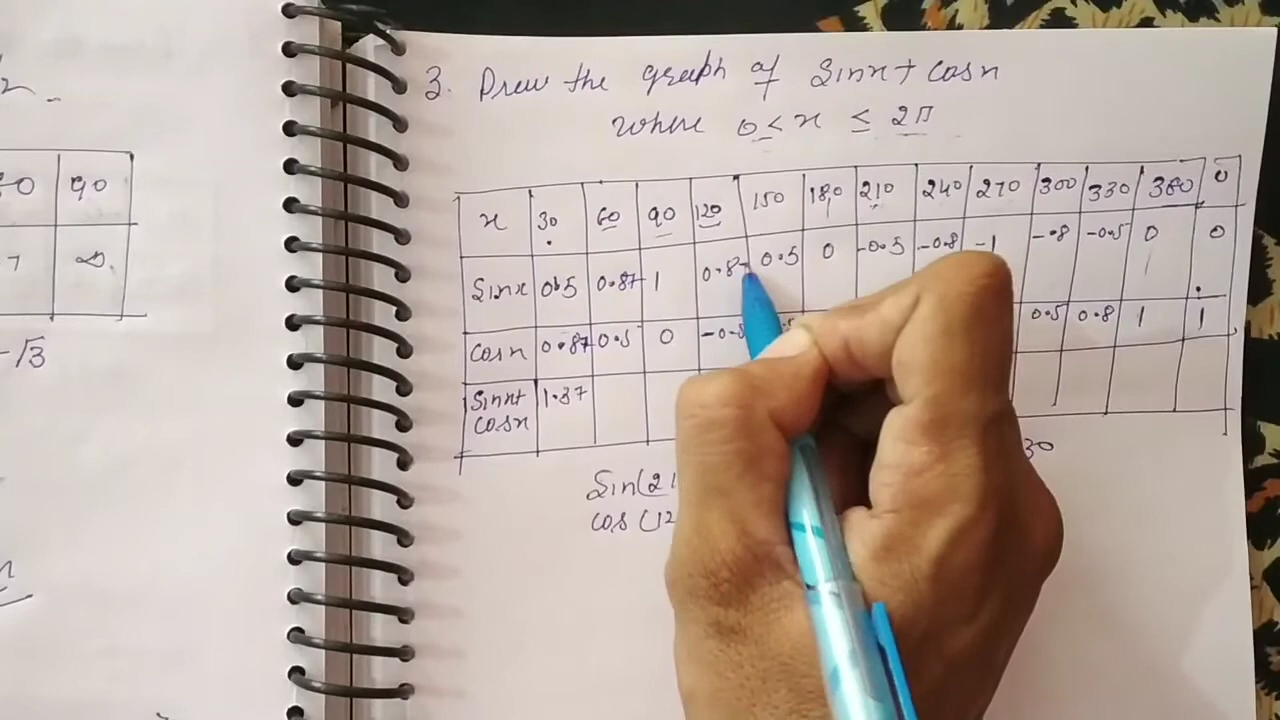 3. Draw the graph of Sinx + cosx
where 0 ≤ x ≤ 2π
90
x 30 60 90 120 150 180 210 240 270 300 330 360 0
Sinx 0.5 0.87 1 0.87 0.5 0 -0.5 -0.8 -1 -.8 -0.5 0 0
cosx 0.87 0.5 0 0.5 0.8 1 1
Sinx+ 1.37
cosx
-√3
30
Sin(21
cos(12